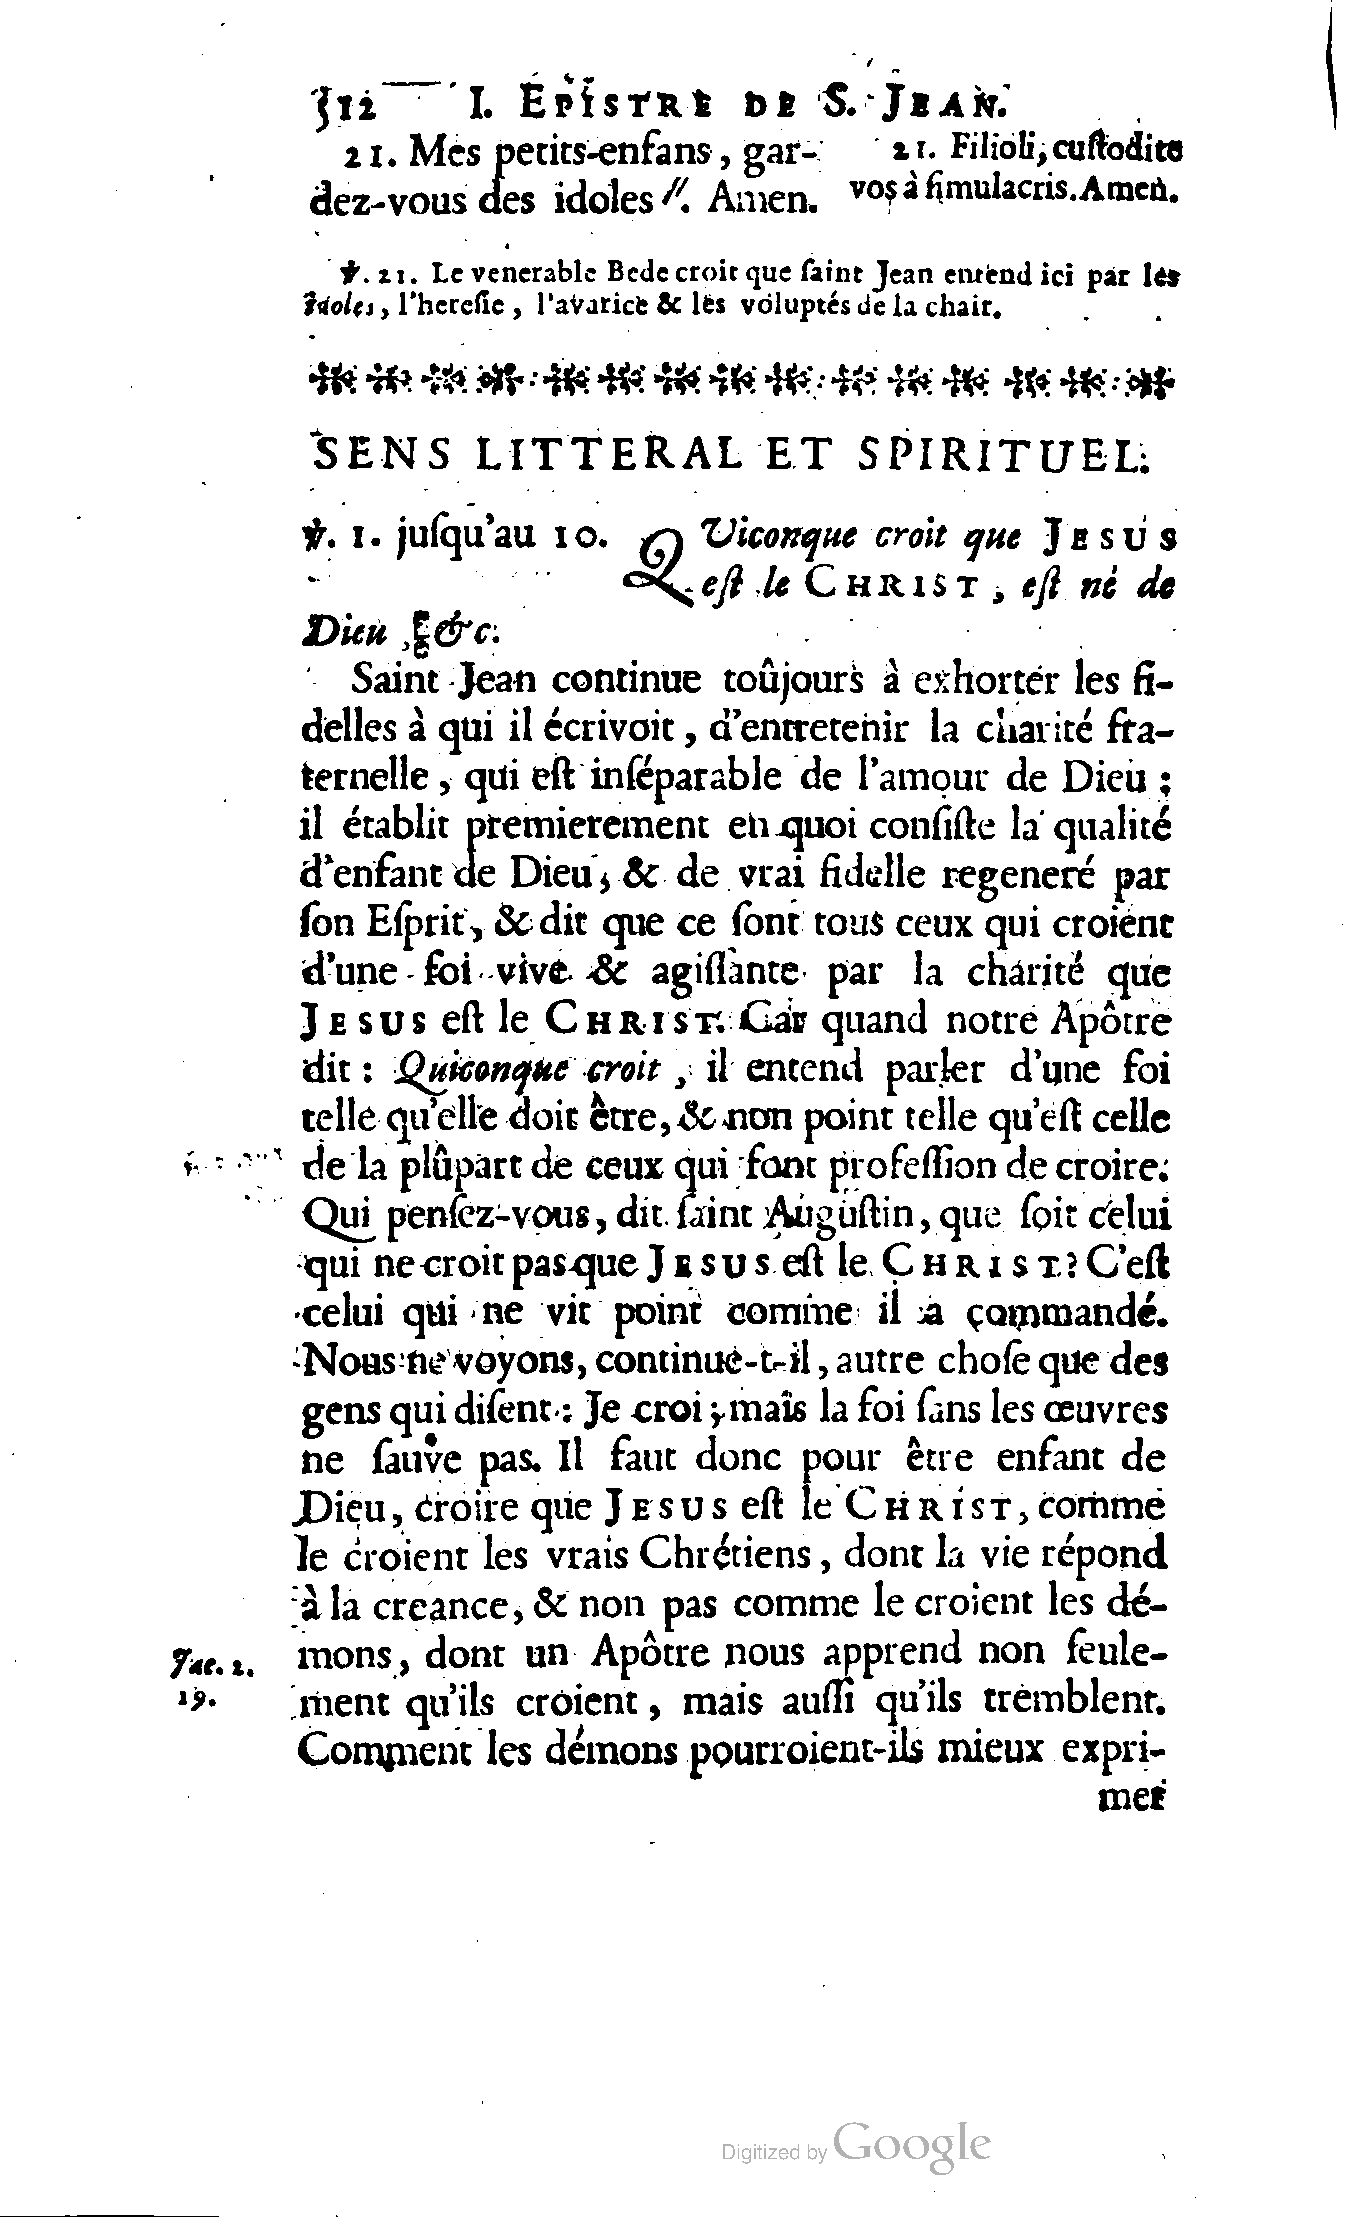 512 I. EPISTRE DE S. JEAN.
21. Mes petits-enfans, gar-
dez-vous des idoles //. Amen.
21. Filioli, custodite
vos à simulacris. Amen.
℣. 21. Le venerable Bede croit que ſaint Jean entend ici par les
Idoles, l'hereſie, l'avarice & les voluptés de la chair.
SENS LITTERAL ET SPIRITUEL.
℣. 1. juſqu'au 10. QUiconque croit que JESUS
eſt le CHRIST, eſt né de
Dieu, &c.
Saint Jean continue toûjours à exhorter les fi-
delles à qui il écrivoit, d'entretenir la charité fra-
ternelle, qui eſt inſéparable de l'amour de Dieu;
il établit premierement en quoi conſiſte la qualité
d'enfant de Dieu, & de vrai fidelle regeneré par
ſon Eſprit, & dit que ce ſont tous ceux qui croient
d'une foi vive & agiſſante par la charité que
JESUS eſt le CHRIST. Car quand notre Apôtre
dit : Quiconque croit, il entend parler d'une foi
telle qu'elle doit être, & non point telle qu'eſt celle
de la plûpart de ceux qui font profeſſion de croire.
Qui penſez-vous, dit ſaint Auguſtin, que ſoit celui
qui ne croit pas que JESUS eſt le CHRIST? C'eſt
celui qui ne vit point comme il a commandé.
Nous ne voyons, continue-t-il, autre choſe que des
gens qui diſent : Je croi; mais la foi ſans les œuvres
ne ſauve pas. Il faut donc pour être enfant de
Dieu, croire que JESUS eſt le CHRIST, comme
le croient les vrais Chrétiens, dont la vie répond
à la creance, & non pas comme le croient les dé-
mons, dont un Apôtre nous apprend non ſeule-
Jac. 2.
19.
ment qu'ils croient, mais auſſi qu'ils tremblent.
Comment les démons pourroient-ils mieux expri-
mer
Digitized by Google